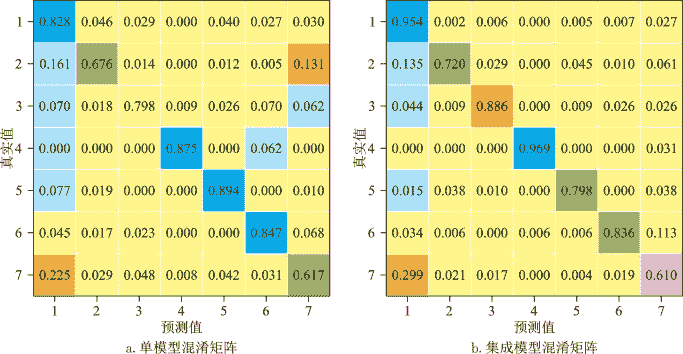 1 0.828 0.046 0.029 0.000 0.040 0.027 0.030
2 0.161 0.676 0.014 0.000 0.012 0.005 0.131
3 0.070 0.018 0.798 0.009 0.026 0.070 0.062
4 0.000 0.000 0.000 0.875 0.000 0.062 0.000
5 0.077 0.019 0.000 0.000 0.894 0.000 0.010
6 0.045 0.017 0.023 0.000 0.000 0.847 0.068
7 0.225 0.029 0.048 0.008 0.042 0.031 0.617
1 2 3 4 5 6 7
真实值
预测值
a. 单模型混淆矩阵
1 0.954 0.002 0.006 0.000 0.005 0.007 0.027
2 0.135 0.720 0.029 0.000 0.045 0.010 0.061
3 0.044 0.009 0.886 0.000 0.009 0.026 0.026
4 0.000 0.000 0.000 0.969 0.000 0.000 0.031
5 0.015 0.038 0.010 0.000 0.798 0.000 0.038
6 0.034 0.006 0.000 0.006 0.006 0.836 0.113
7 0.299 0.021 0.017 0.000 0.004 0.019 0.610
1 2 3 4 5 6 7
真实值
预测值
b. 集成模型混淆矩阵